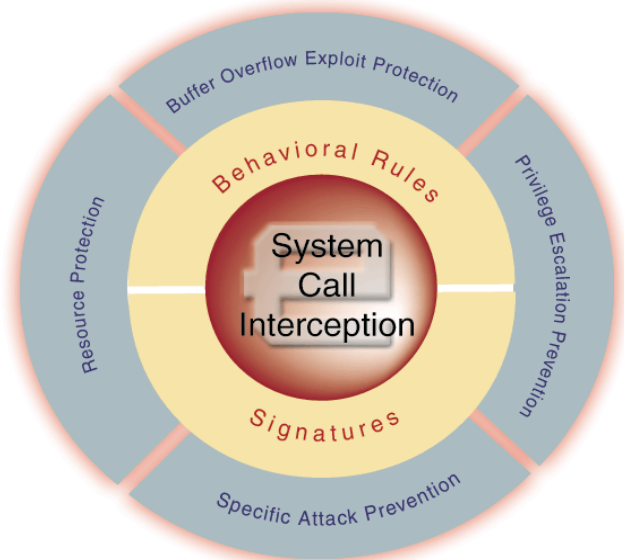 Buffer Overflow Exploit Protection
Behavioral Rules
Privilege Escalation Prevention
Resource Protection
System
Call
Interception
Signatures
Specific Attack Prevention